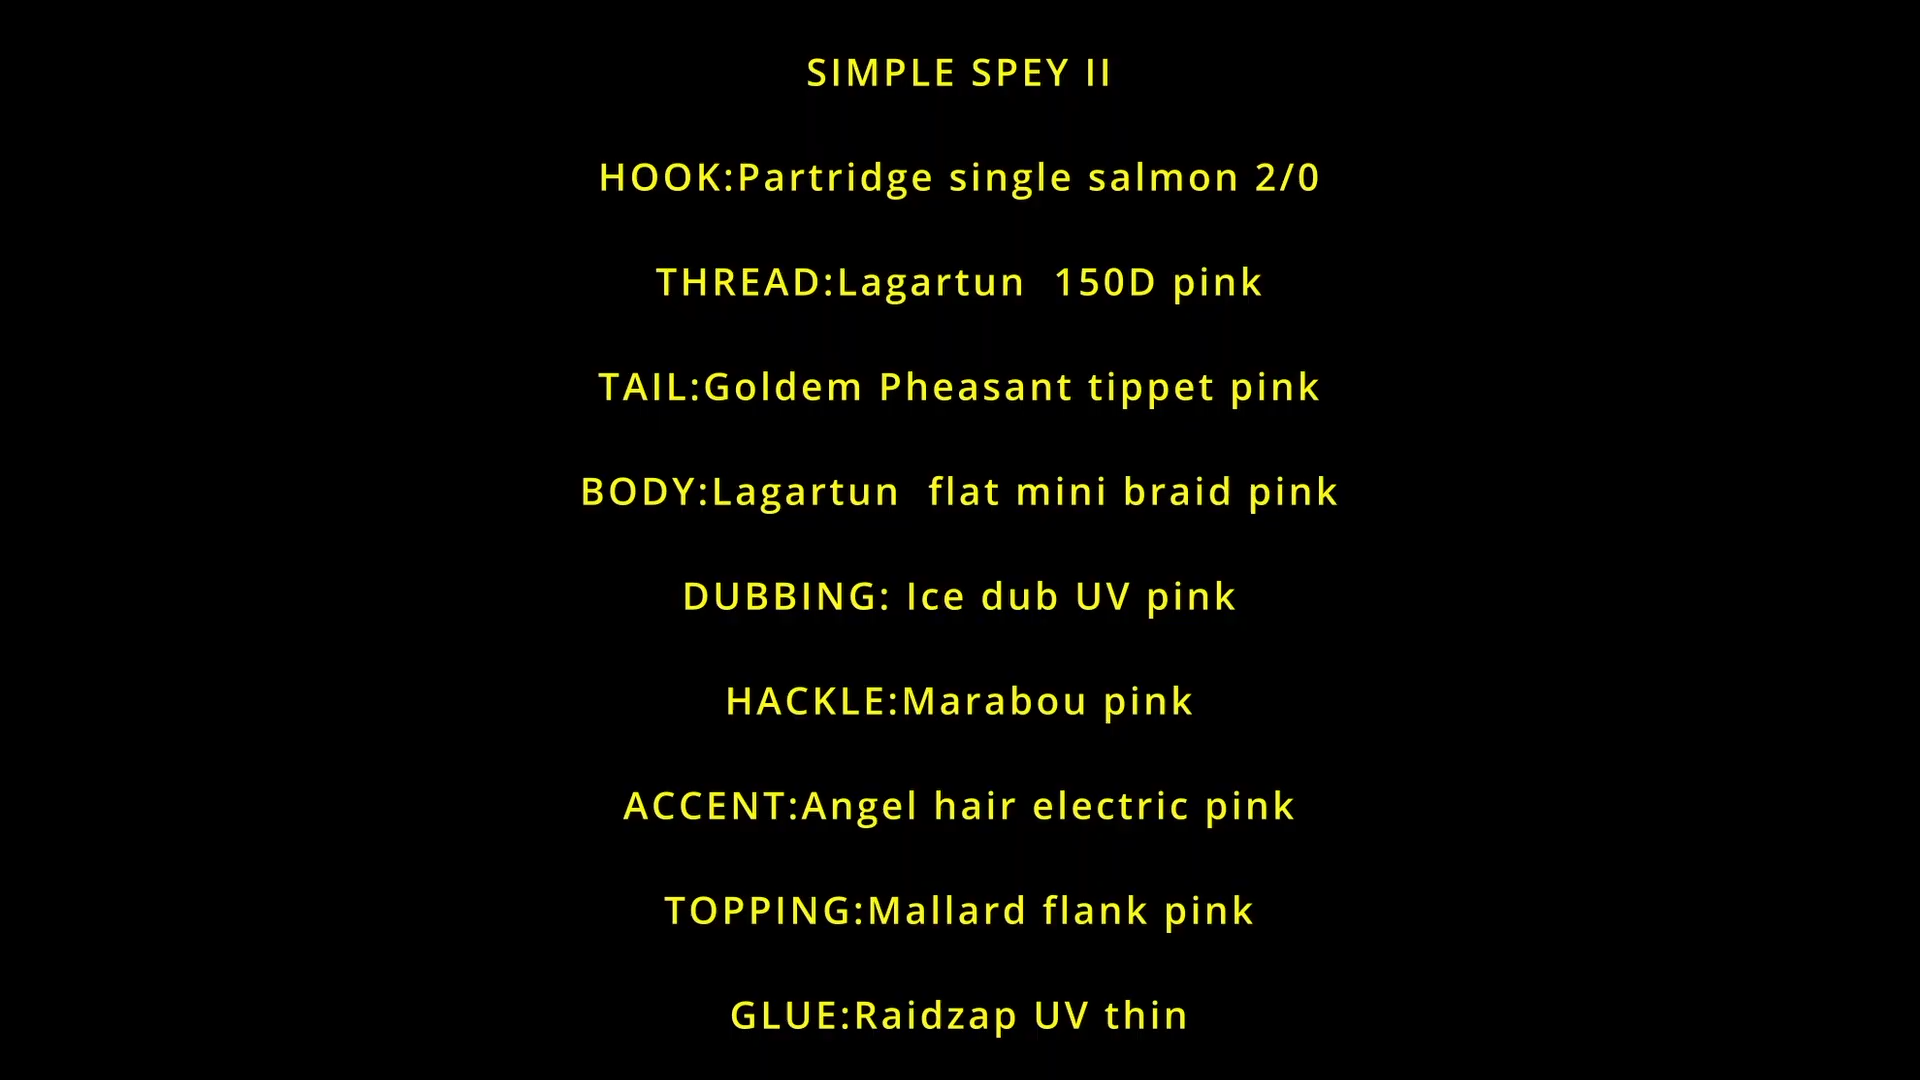 SIMPLE SPEY II
HOOK:Partridge single salmon 2/0
THREAD:Lagartun  150D pink
TAIL:Goldem Pheasant tippet pink
BODY:Lagartun  flat mini braid pink
DUBBING: Ice dub UV pink
HACKLE:Marabou pink
ACCENT:Angel hair electric pink
TOPPING:Mallard flank pink
GLUE:Raidzap UV thin